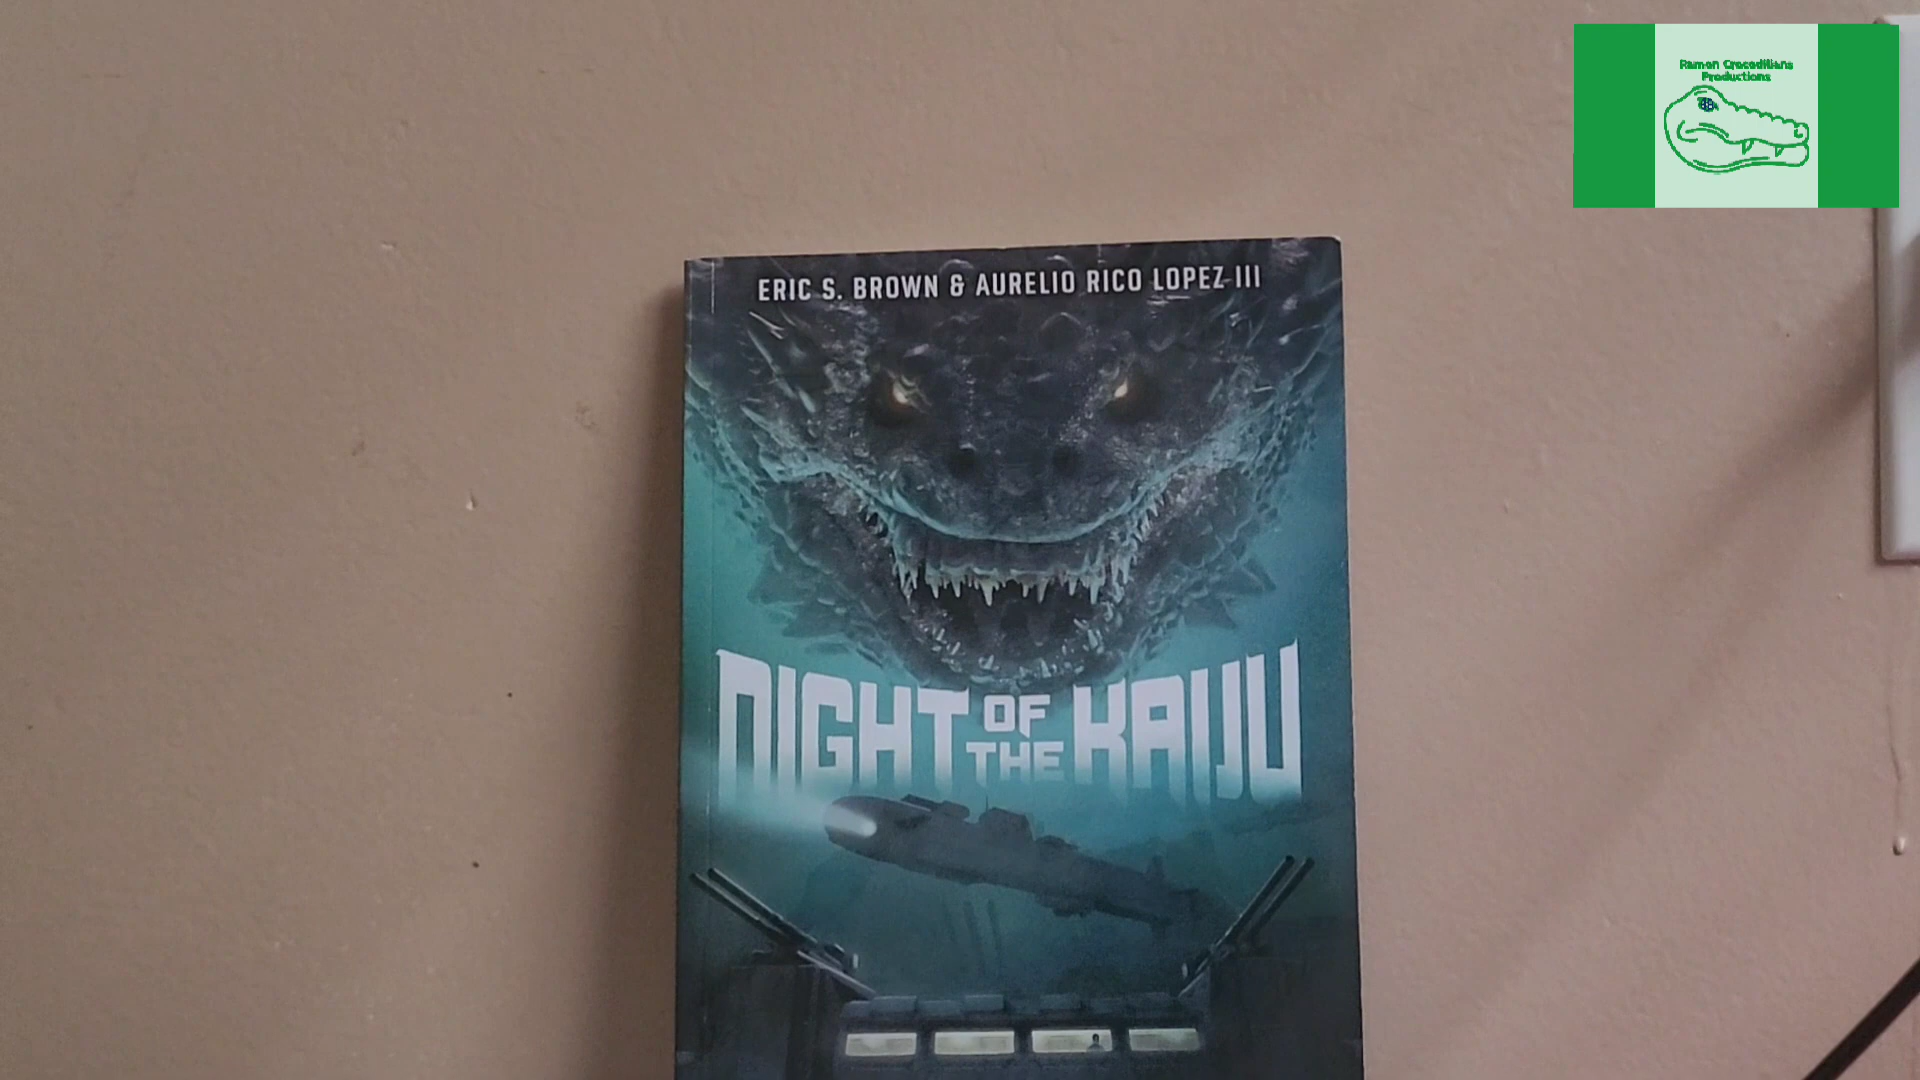 Ramon Crocodilians
Productions
ERIC S. BROWN & AURELIO RICO LOPEZ III
NIGHT OF THE KAIJU